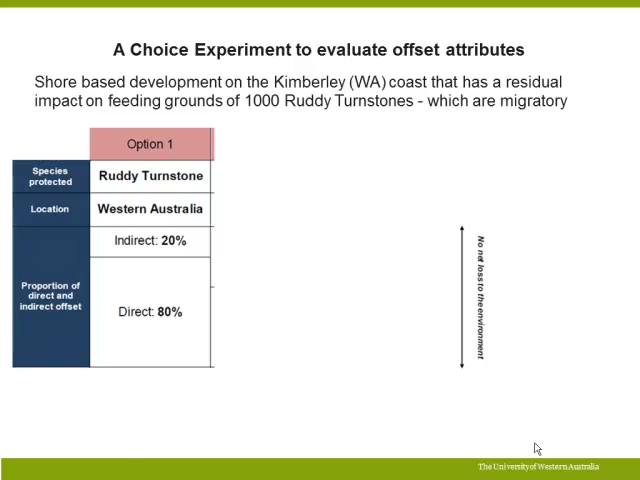 A Choice Experiment to evaluate offset attributes
Shore based development on the Kimberley (WA) coast that has a residual
impact on feeding grounds of 1000 Ruddy Turnstones - which are migratory
Option 1
Species
protected
Ruddy Turnstone
Location
Western Australia
Proportion of
direct and
indirect offset
Indirect: 20%
Direct: 80%
No net loss to the environment
The University of Western Australia